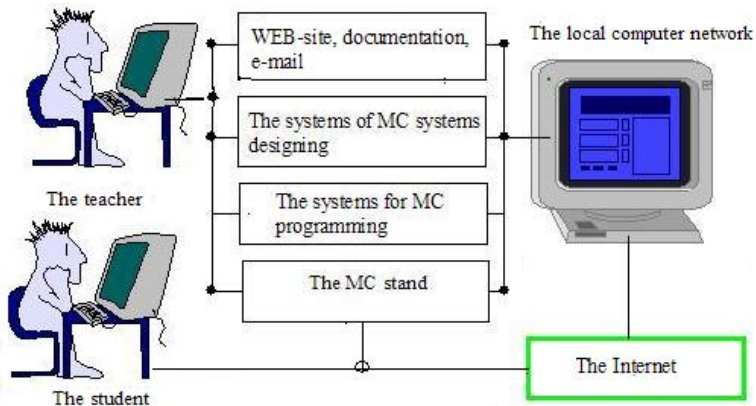 WEB-site, documentation,
e-mail
The local computer network
The systems of MC systems
designing
The teacher
The systems for MC
programming
The MC stand
The Internet
The student